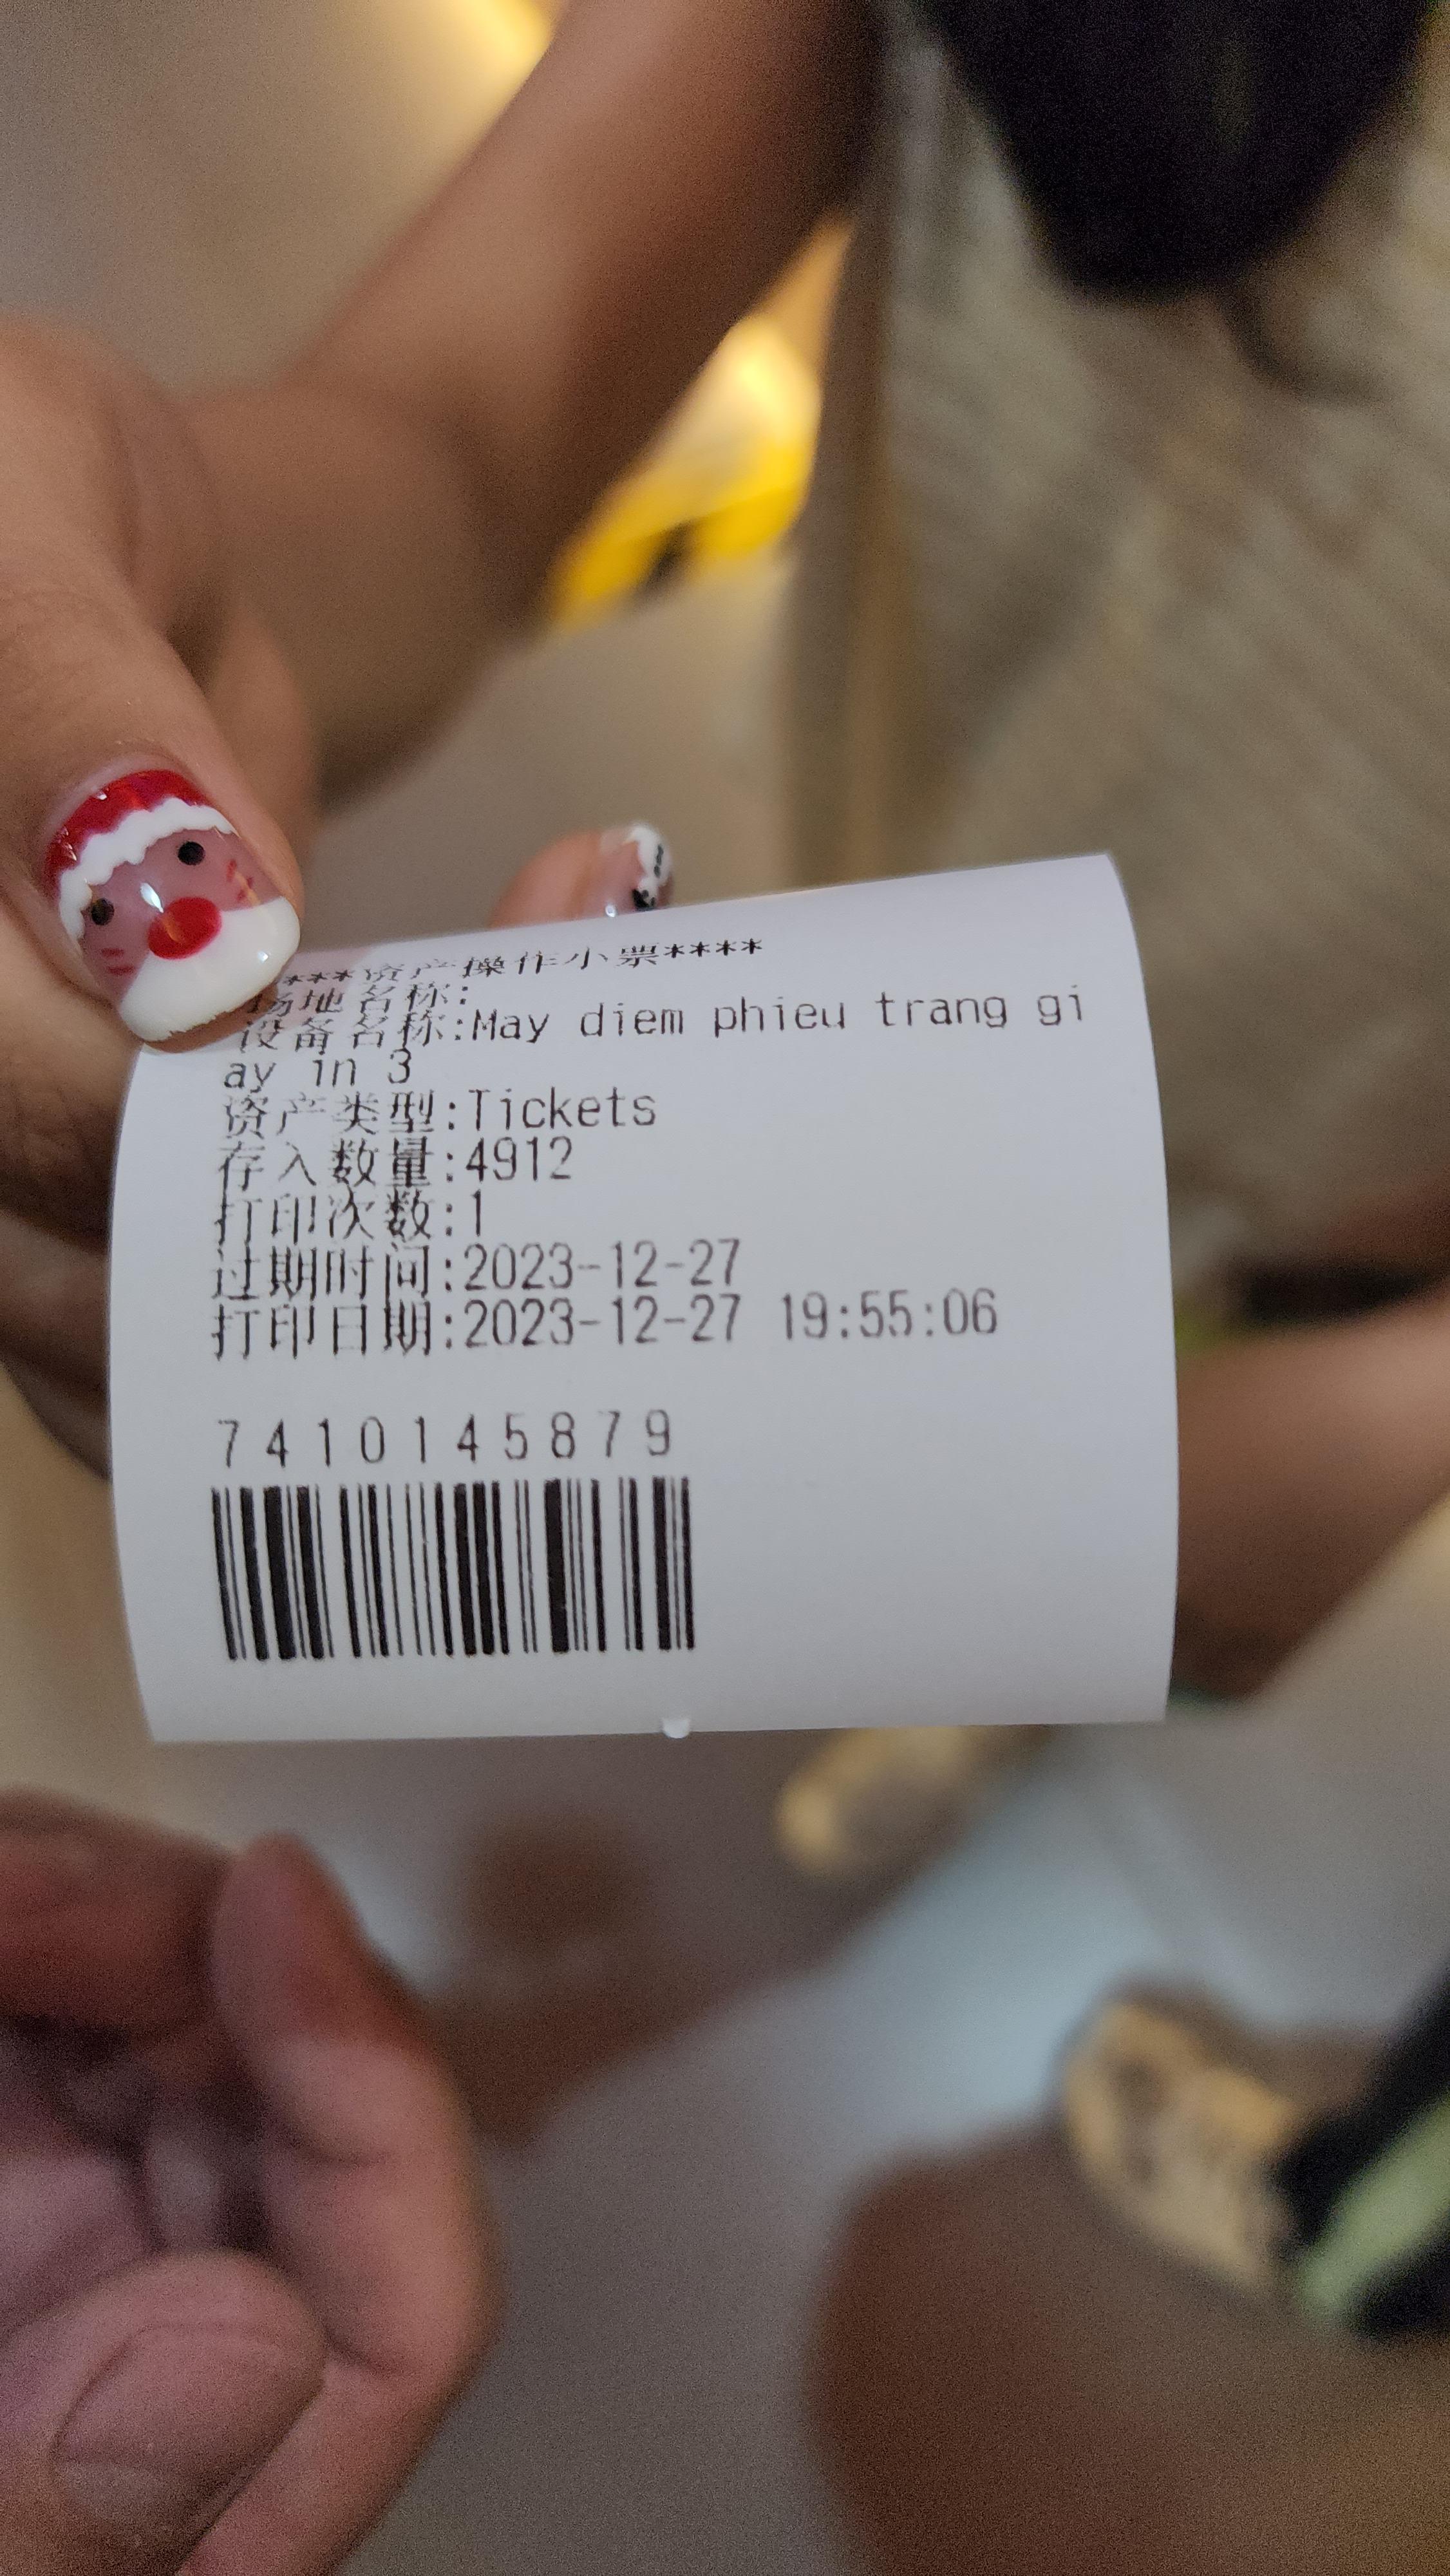 ***资产操作小票****
场地名称:
设备名称:May diem phieu trang gi
ay in 3
资产类型:Tickets
存入数量:4912
打印次数:1
过期时间:2023-12-27
打印日期:2023-12-27 19:55:06
7410145879